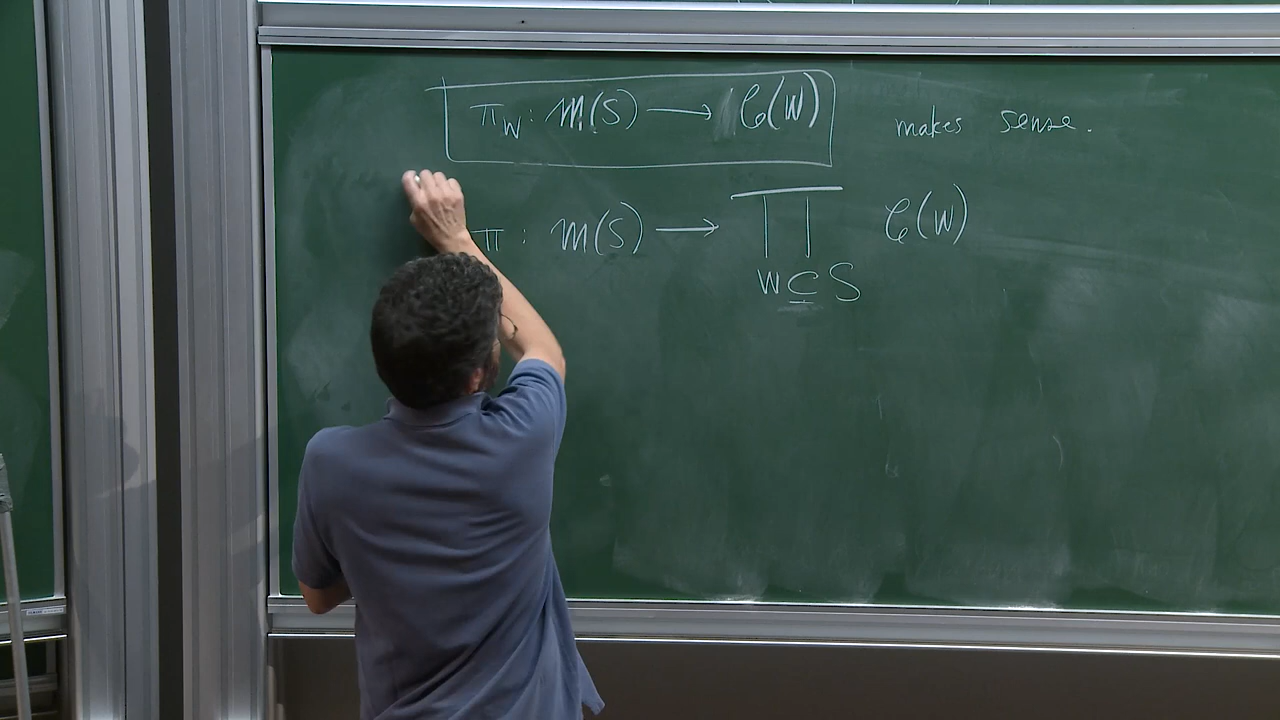 π_W : M(S) → C(W) makes sense.
π : M(S) → ∏ C(W)
W ⊆ S